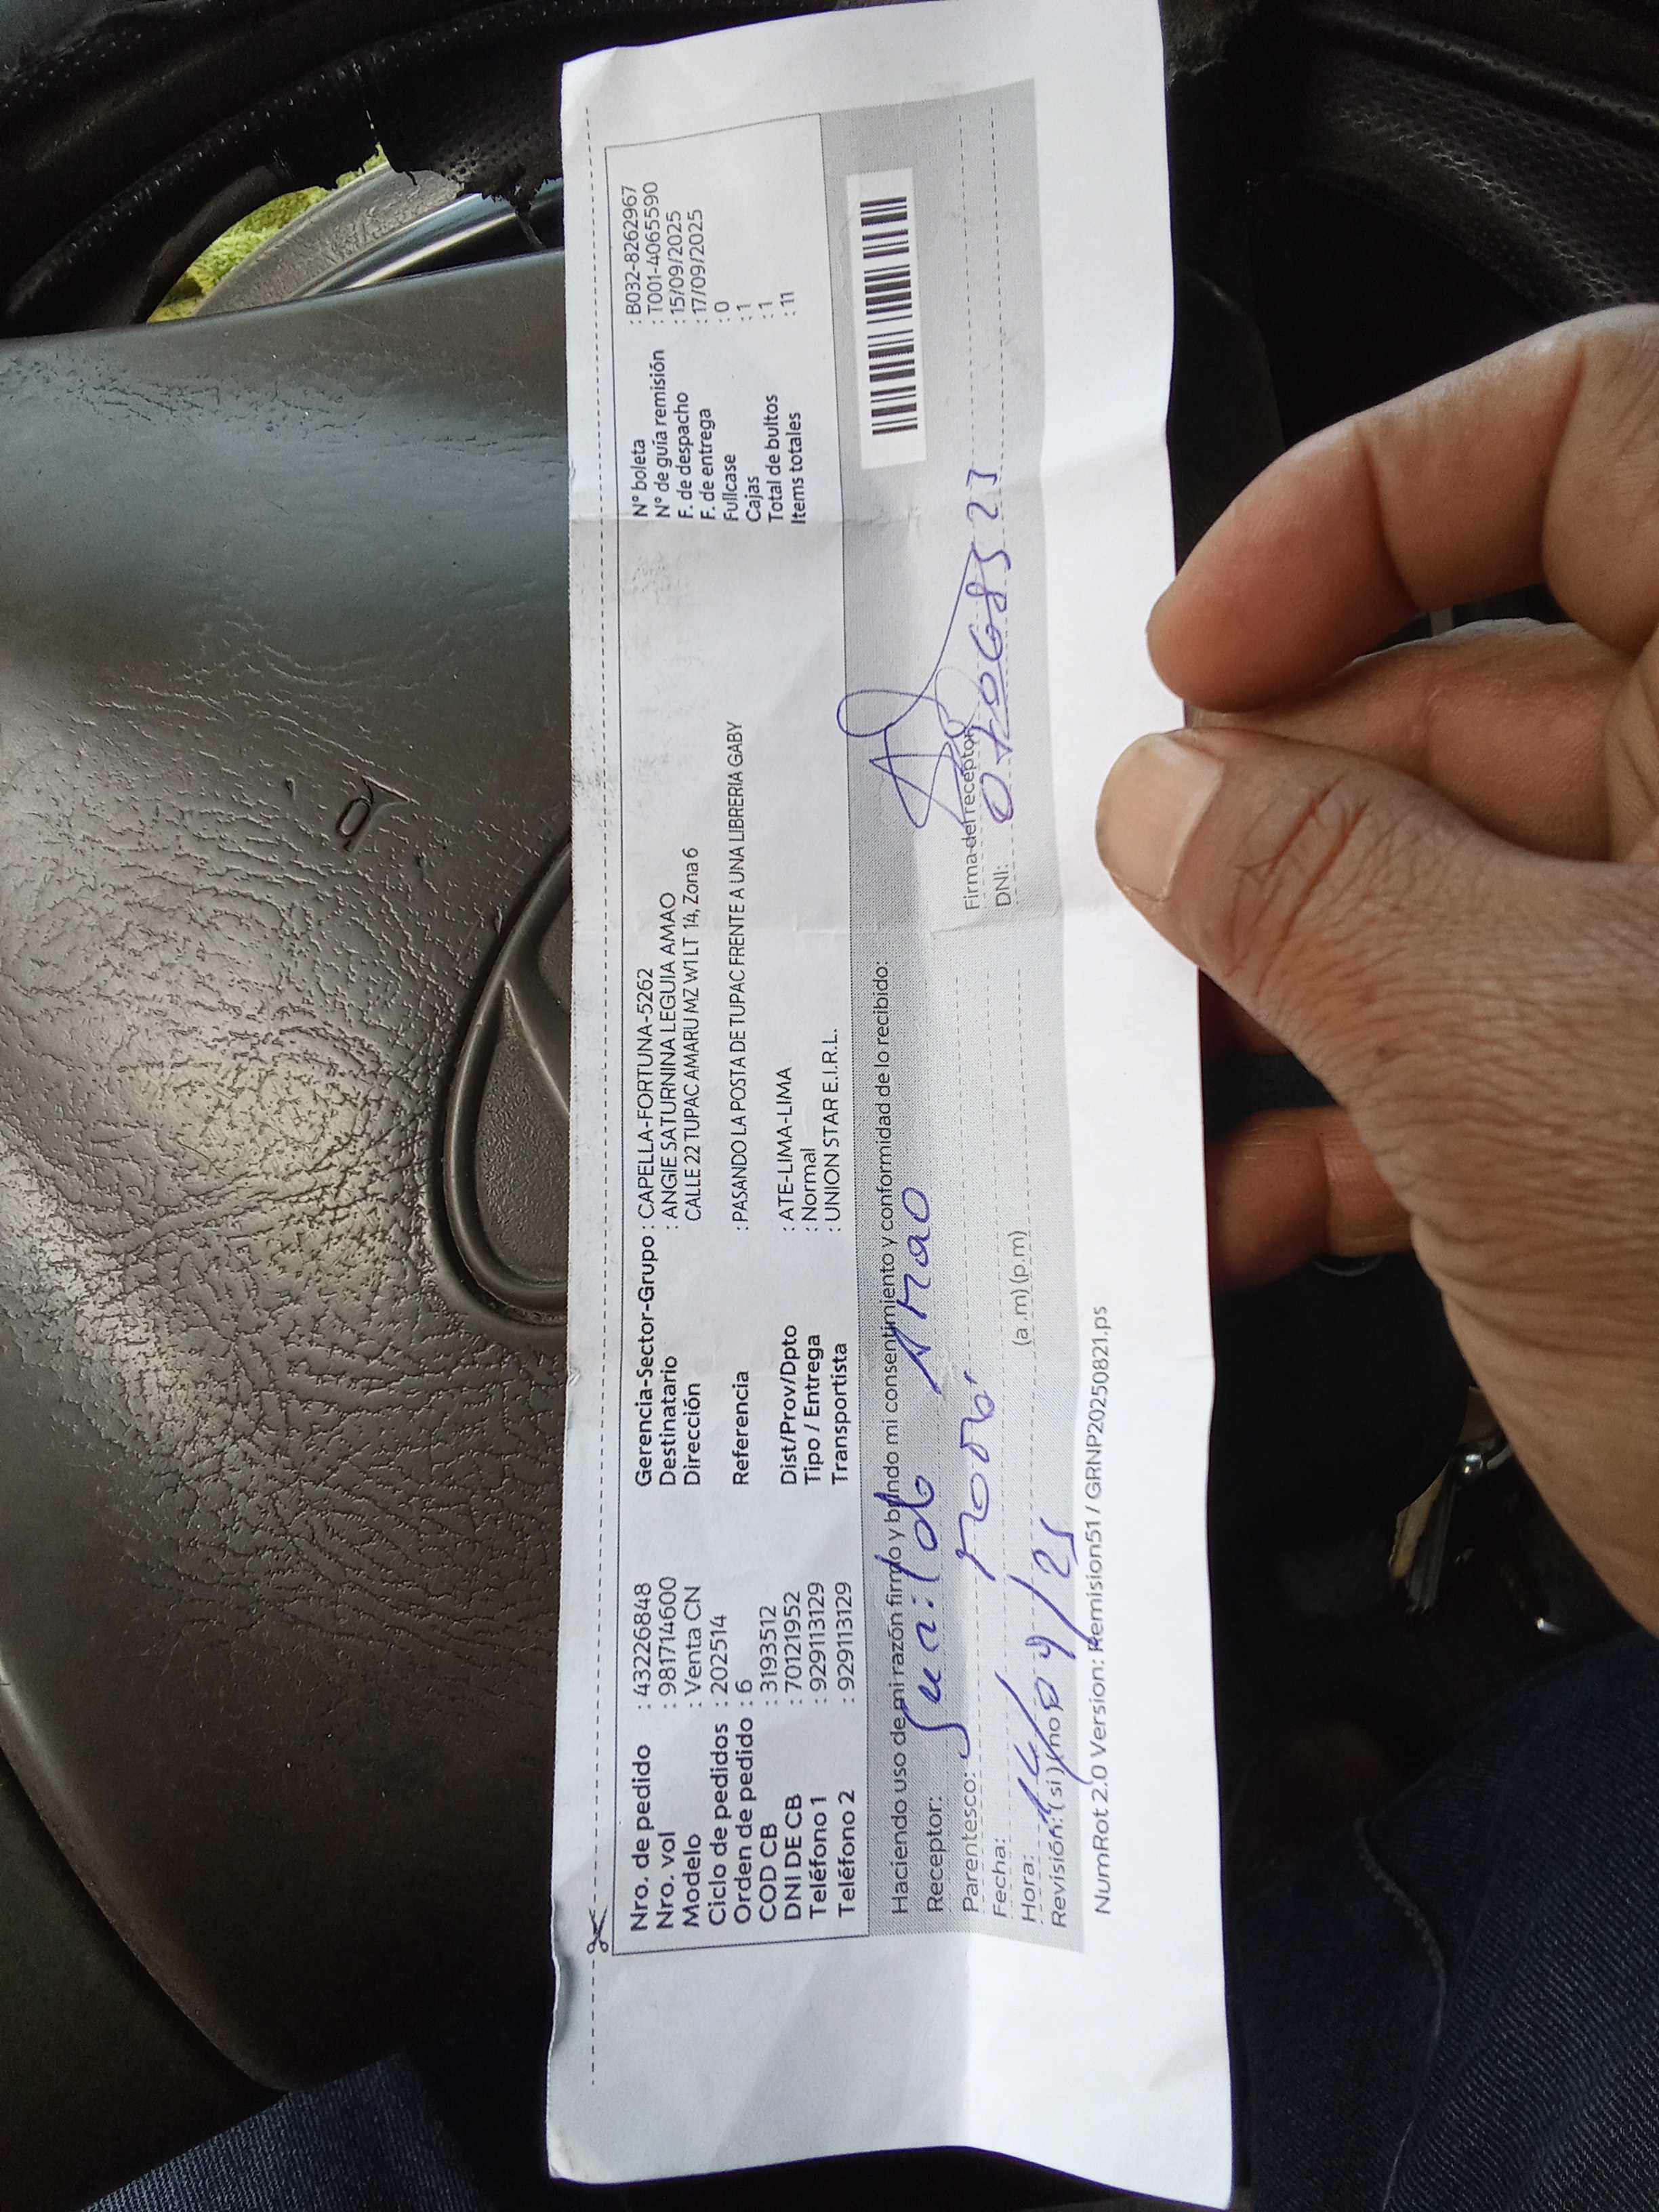 Nro. de pedido : 43226848
Nro. vol : 981714600
Modelo : Venta CN
Ciclo de pedidos : 202514
Orden de pedido : 6
COD CB : 3193512
DNI DE CB : 70121952
Teléfono 1 : 929113129
Teléfono 2 : 929113129
Gerencia-Sector-Grupo : CAPELLA-FORTUNA-5262
Destinatario : ANGIE SATURNINA LEGUIA AMAO
Dirección CALLE 22 TUPAC AMARU MZ W1 LT 14, Zona 6
Referencia : PASANDO LA POSTA DE TUPAC FRENTE A UNA LIBRERIA GABY
Dist/Prov/Dpto : ATE-LIMA-LIMA
Tipo / Entrega : Normal
Transportista : UNION STAR E.I.R.L.
N° boleta : B032-8262967
N° de guía remisión : T001-4065590
F. de despacho : 15/09/2025
F. de entrega : 17/09/2025
Fullcase : 0
Cajas : 1
Total de bultos : 1
Items totales : 11
Haciendo uso de mi razón firmo y brindo mi consentimiento y conformidad de lo recibido:
Receptor: Amao
Parentesco:
Fecha:
Hora: (a.m) (p.m)
Revisión: (si) (no)
Firma del receptor
DNI:
NumRot 2.0 Version: Remision51 / GRNP20250821.ps